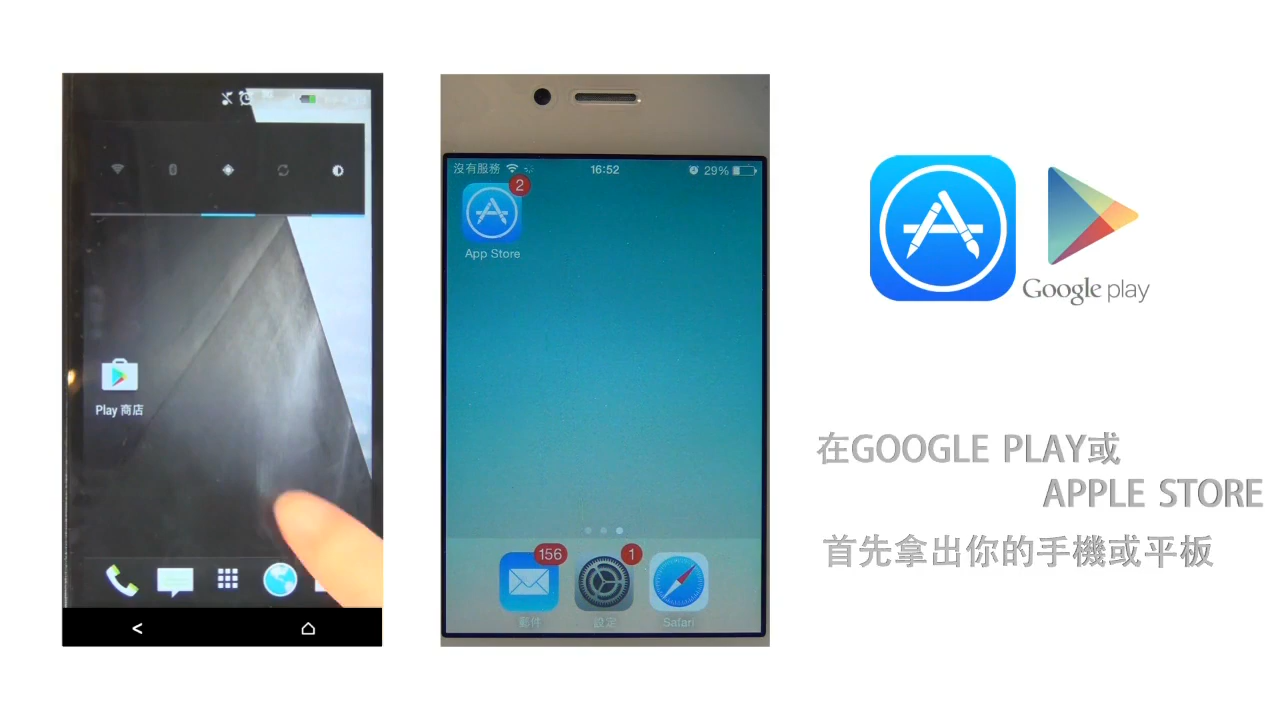 Play 商店
沒有服務
16:52
29%
2
App Store
156
1
郵件
設定
Safari
Google play
在GOOGLE PLAY或
APPLE STORE
首先拿出你的手機或平板